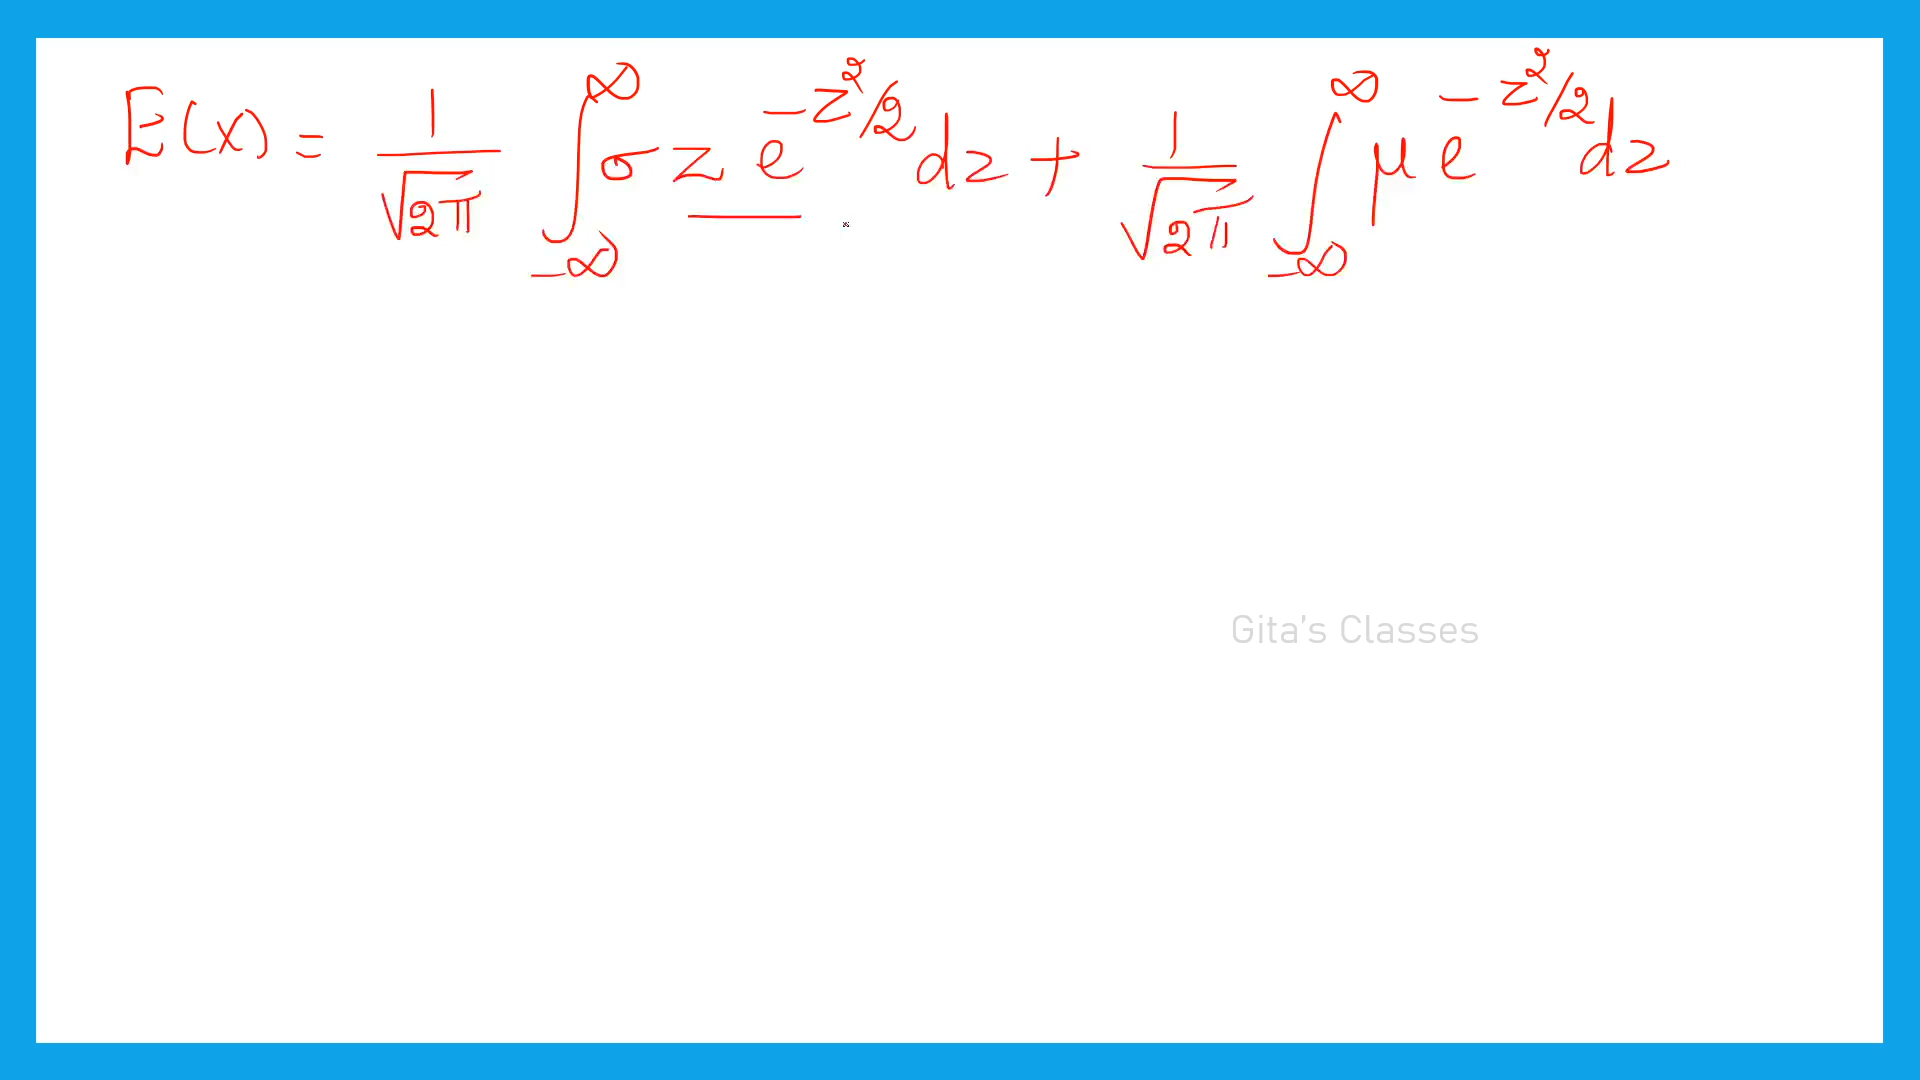 E(x) = 1/√2π ∫_{-∞}^{∞} σ z e^{-z²/2} dz + 1/√2π ∫_{-∞}^{∞} μ e^{-z²/2} dz
Gita's Classes